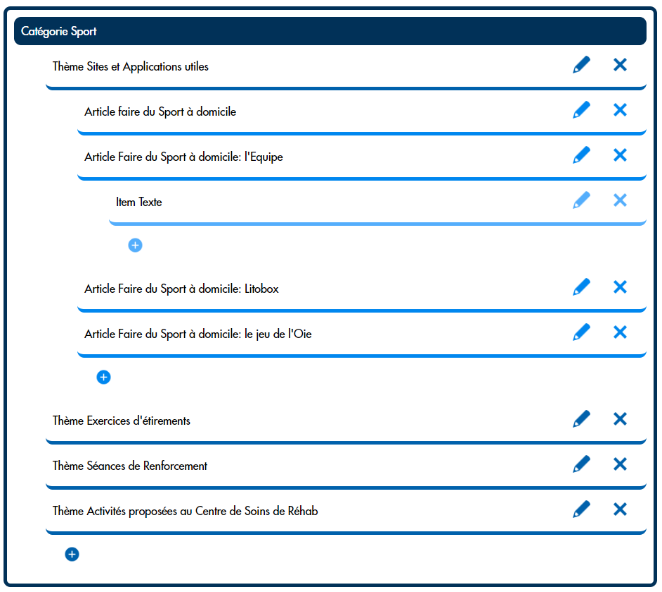 Catégorie Sport
Thème Sites et Applications utiles
Article faire du Sport à domicile
Article Faire du Sport à domicile: l'Equipe
Item Texte
Article Faire du Sport à domicile: Litobox
Article Faire du Sport à domicile: le jeu de l'Oie
Thème Exercices d'étirements
Thème Séances de Renforcement
Thème Activités proposées au Centre de Soins de Réhab